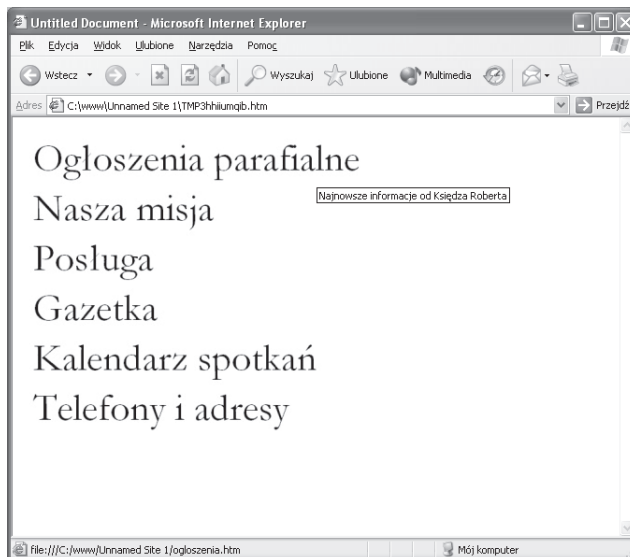 Untitled Document - Microsoft Internet Explorer
Plik Edycja Widok Ulubione Narzędzia Pomoc
Wstecz Wyszukaj Ulubione Multimedia
Adres C:\www\Unnamed Site 1\TMP3hhiiumqib.htm Przejdź
Ogłoszenia parafialne
Najnowsze informacje od Księdza Roberta
Nasza misja
Posługa
Gazetka
Kalendarz spotkań
Telefony i adresy
file:///C:/www/Unnamed Site 1/ogloszenia.htm Mój komputer